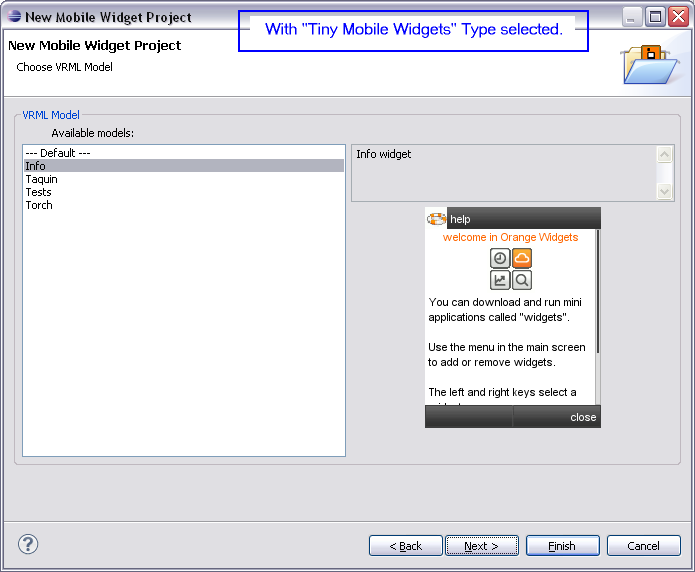 New Mobile Widget Project
With "Tiny Mobile Widgets" Type selected.
New Mobile Widget Project
Choose VRML Model
VRML Model
Available models:
--- Default ---
Info
Taquin
Tests
Torch
Info widget
help
welcome in Orange Widgets
You can download and run mini
applications called "widgets".
Use the menu in the main screen
to add or remove widgets.
The left and right keys select a
close
?
< Back
Next >
Finish
Cancel